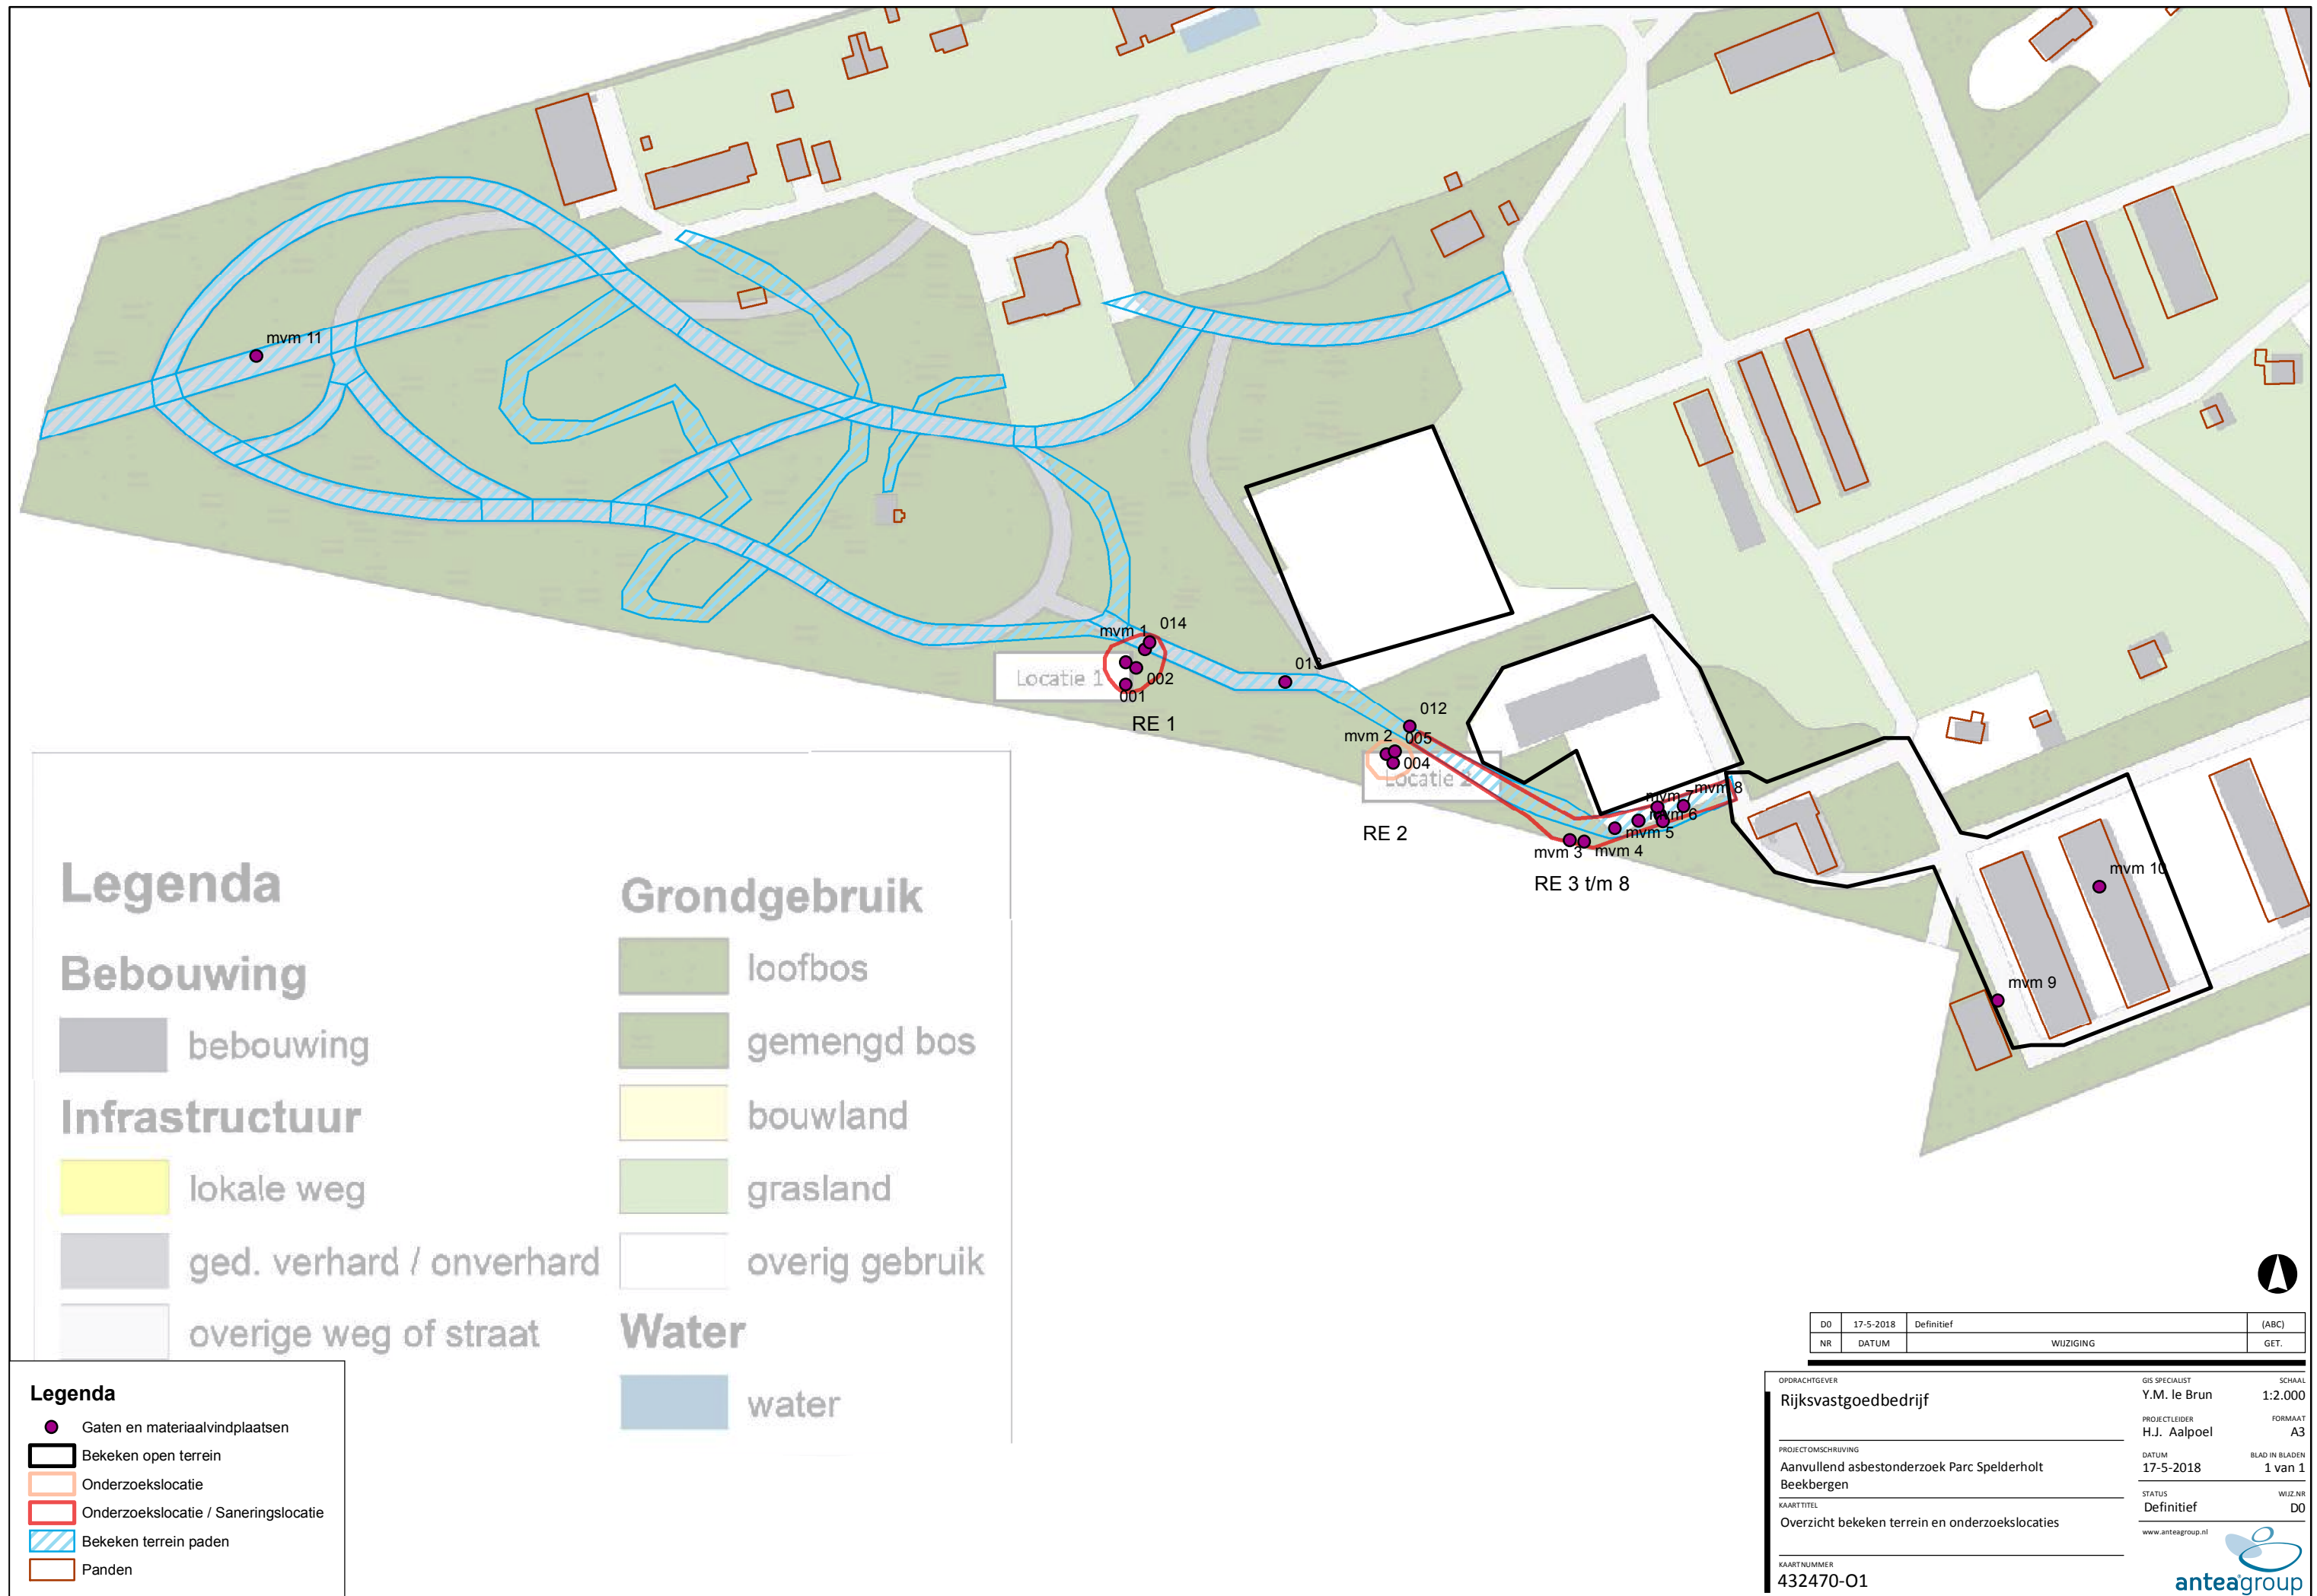 mvm 11
mvm 1
014
013
Locatie 1
002
001
RE 1
012
mvm 2
005
004
Locatie 2
RE 2
mvm 7
mvm 8
mvm 6
mvm 5
mvm 3
mvm 4
RE 3 t/m 8
mvm 10
mvm 9
Legenda
Bebouwing
bebouwing
Infrastructuur
lokale weg
ged. verhard / onverhard
overige weg of straat
Grondgebruik
loofbos
gemengd bos
bouwland
grasland
overig gebruik
Water
water
Legenda
Gaten en materiaalvindplaatsen
Bekeken open terrein
Onderzoekslocatie
Onderzoekslocatie / Saneringslocatie
Bekeken terrein paden
Panden
D0 17-5-2018 Definitief (ABC)
NR DATUM WIJZIGING GET.
OPDRACHTGEVER
Rijksvastgoedbedrijf
PROJECTOMSCHRIJVING
Aanvullend asbestonderzoek Parc Spelderholt
Beekbergen
KAARTTITEL
Overzicht bekeken terrein en onderzoekslocaties
KAARTNUMMER
432470-O1
GIS SPECIALIST SCHAAL
Y.M. le Brun 1:2.000
PROJECTLEIDER FORMAAT
H.J. Aalpoel A3
DATUM BLAD IN BLADEN
17-5-2018 1 van 1
STATUS WIJZ.NR
Definitief D0
www.anteagroup.nl
anteagroup